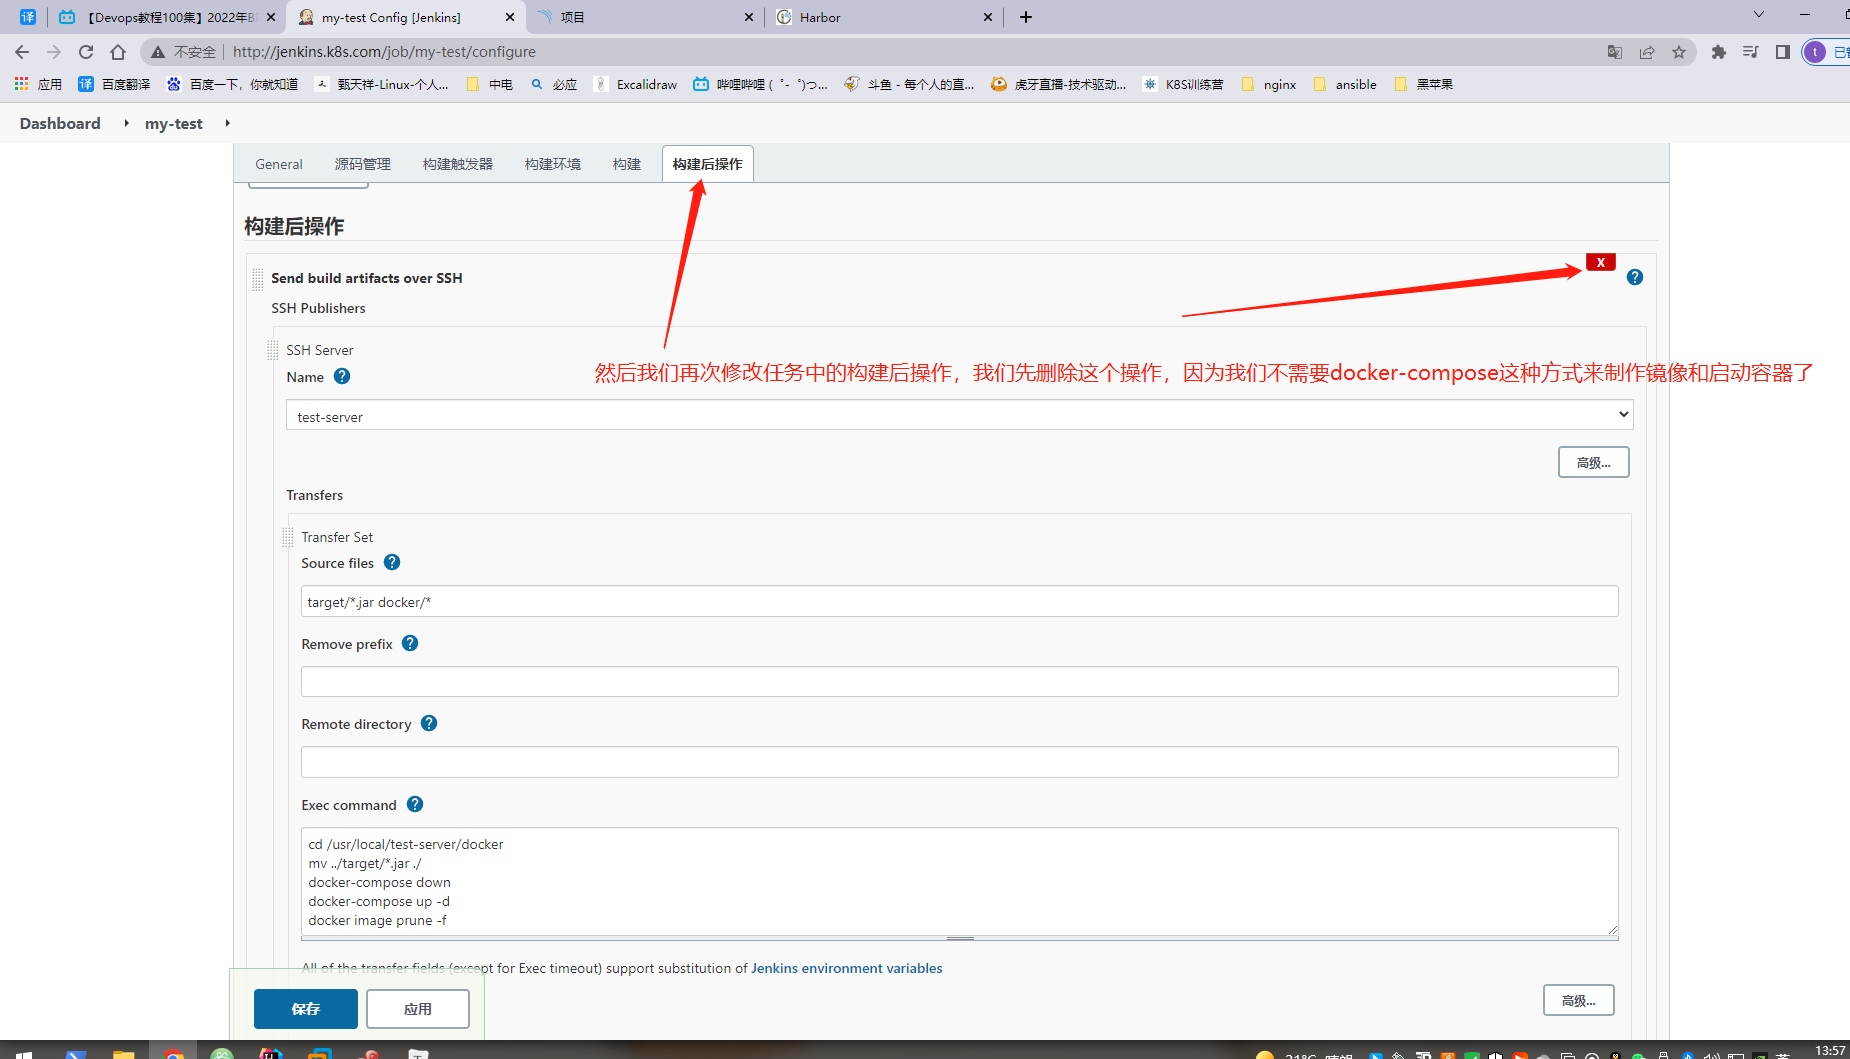 译
【Devops教程100集】2022年B
my-test Config [Jenkins]
项目
Harbor
不安全
http://jenkins.k8s.com/job/my-test/configure
t
应用
译
百度翻译
百度一下，你就知道
甄天祥-Linux-个人...
中电
必应
Excalidraw
哔哩哔哩 ( ゜- ゜)つ...
斗鱼 - 每个人的直...
虎牙直播-技术驱动...
K8S训练营
nginx
ansible
黑苹果
Dashboard
my-test
General
源码管理
构建触发器
构建环境
构建
构建后操作
构建后操作
X
Send build artifacts over SSH
?
SSH Publishers
SSH Server
Name ?
然后我们再次修改任务中的构建后操作，我们先删除这个操作，因为我们不需要docker-compose这种方式来制作镜像和启动容器了
test-server
高级...
Transfers
Transfer Set
Source files ?
target/*.jar docker/*
Remove prefix ?
Remote directory ?
Exec command ?
cd /usr/local/test-server/docker
mv ../target/*.jar ./
docker-compose down
docker-compose up -d
docker image prune -f
All of the transfer fields (except for Exec timeout) support substitution of Jenkins environment variables
保存
应用
高级...
13:57